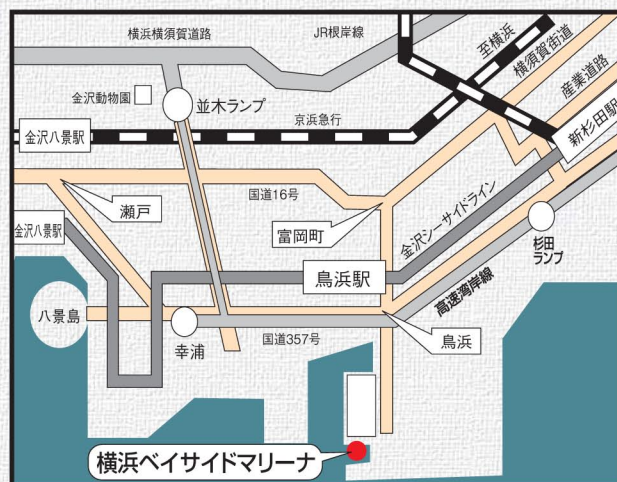 横浜横須賀道路
JR根岸線
至横浜
横須賀街道
産業道路
金沢動物園
並木ランプ
京浜急行
金沢八景駅
新杉田駅
瀬戸
国道16号
金沢八景駅
富岡町
金沢シーサイドライン
杉田
ランプ
鳥浜駅
高速湾岸線
八景島
幸浦
国道357号
鳥浜
横浜ベイサイドマリーナ